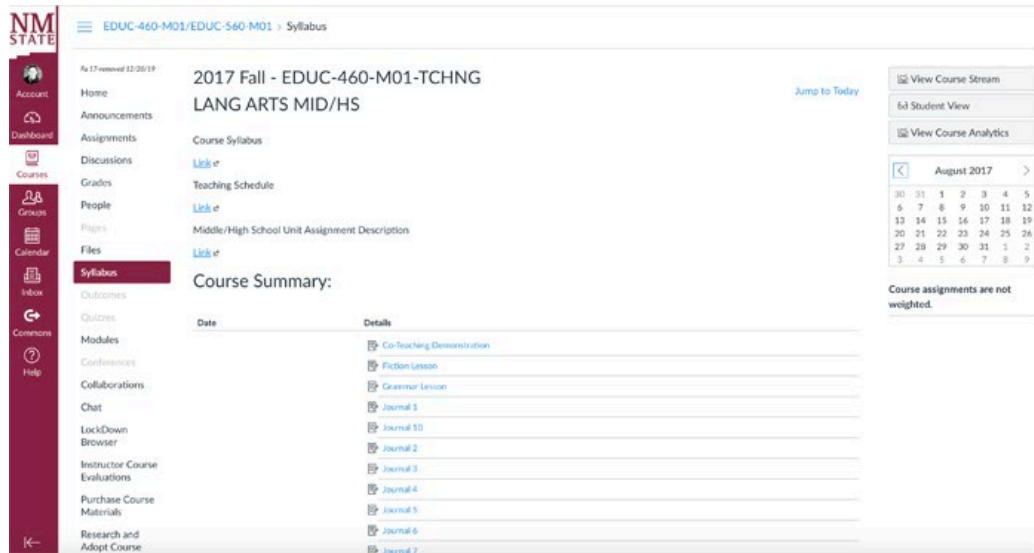 NM
STATE
EDUC-460-M01/EDUC-560-M01 › Syllabus
Account
Dashboard
Courses
Groups
Calendar
Inbox
Commons
Help
Fa 17-removed 12/20/19
Home
Announcements
Assignments
Discussions
Grades
People
Pages
Files
Syllabus
Outcomes
Quizzes
Modules
Conferences
Collaborations
Chat
LockDown
Browser
Instructor Course
Evaluations
Purchase Course
Materials
Research and
Adopt Course
2017 Fall - EDUC-460-M01-TCHNG
LANG ARTS MID/HS
Jump to Today
Course Syllabus
Link
Teaching Schedule
Link
Middle/High School Unit Assignment Description
Link
Course Summary:
Date Details
Co-Teaching Demonstration
Fiction Lesson
Grammar Lesson
Journal 1
Journal 10
Journal 2
Journal 3
Journal 4
Journal 5
Journal 6
Journal 7
View Course Stream
Student View
View Course Analytics
August 2017
30 31 1 2 3 4 5
6 7 8 9 10 11 12
13 14 15 16 17 18 19
20 21 22 23 24 25 26
27 28 29 30 31 1 2
3 4 5 6 7 8 9
Course assignments are not
weighted.